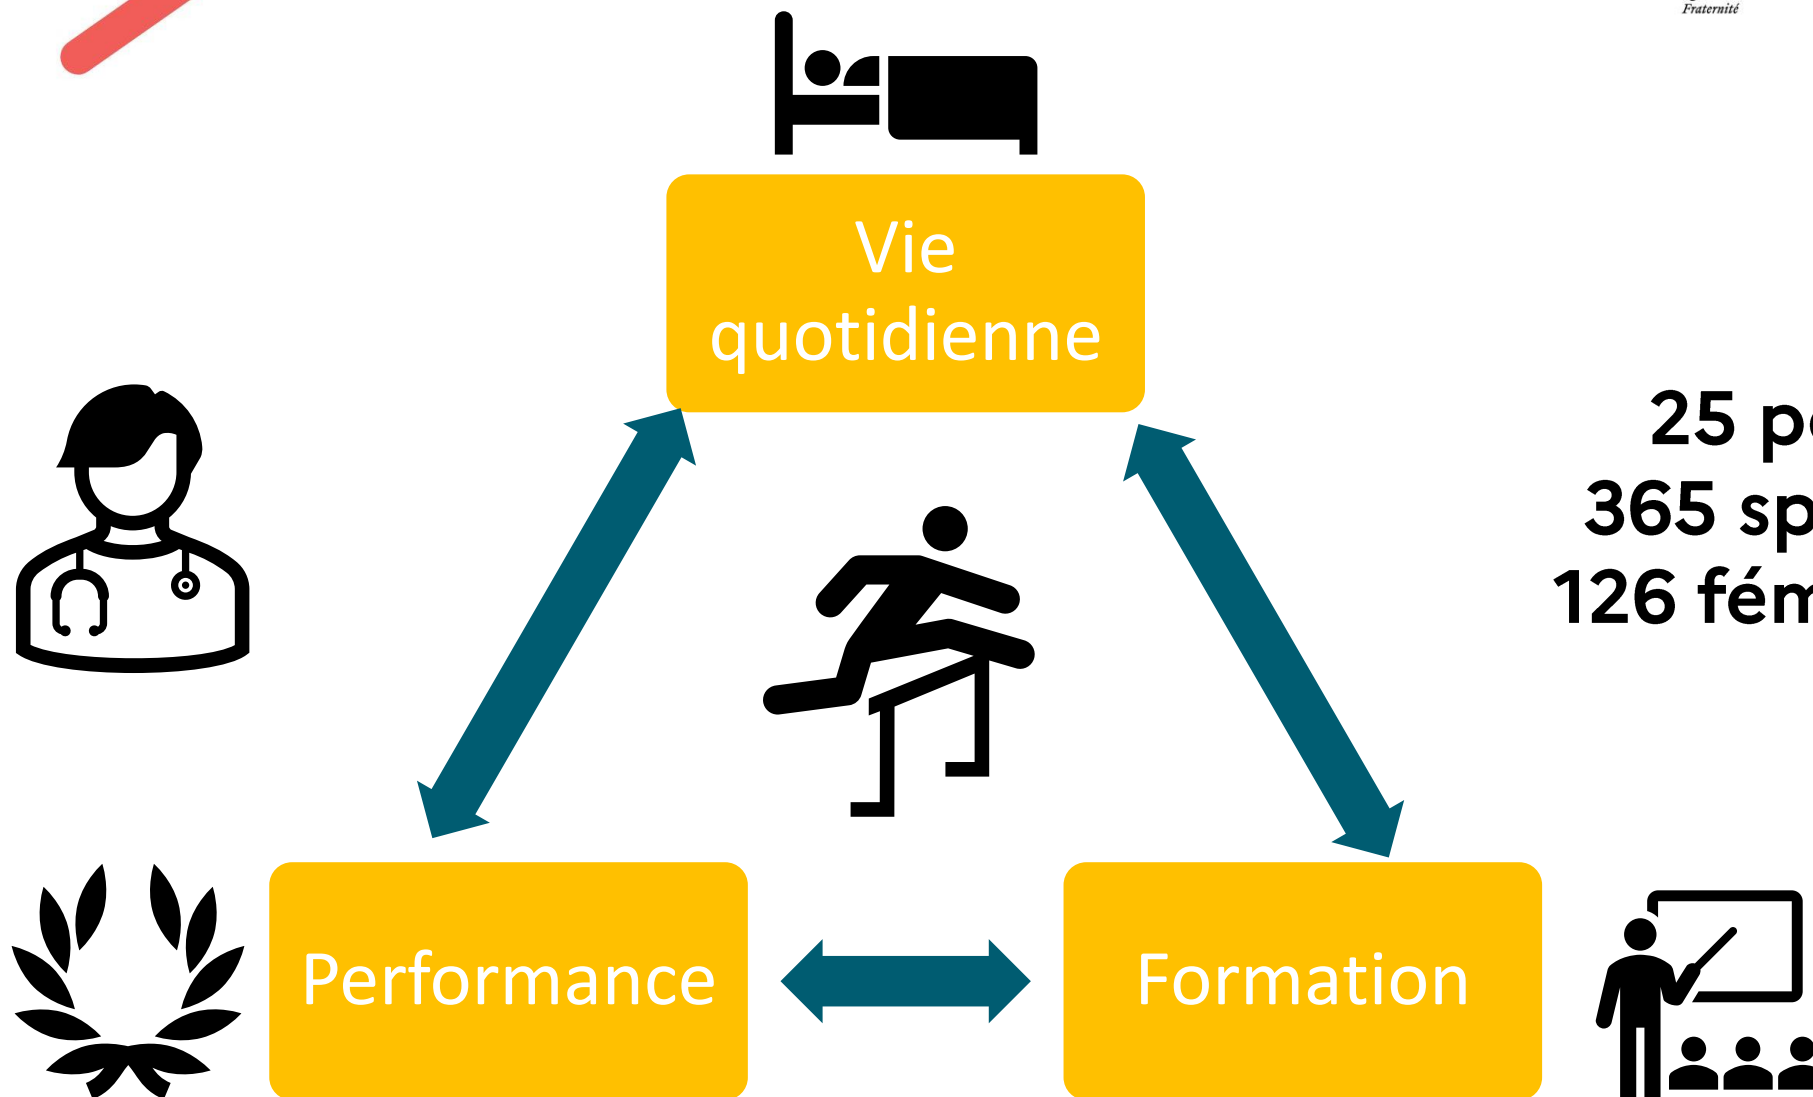 Fraternité
Vie
quotidienne
25
365
126
Performance
Formation